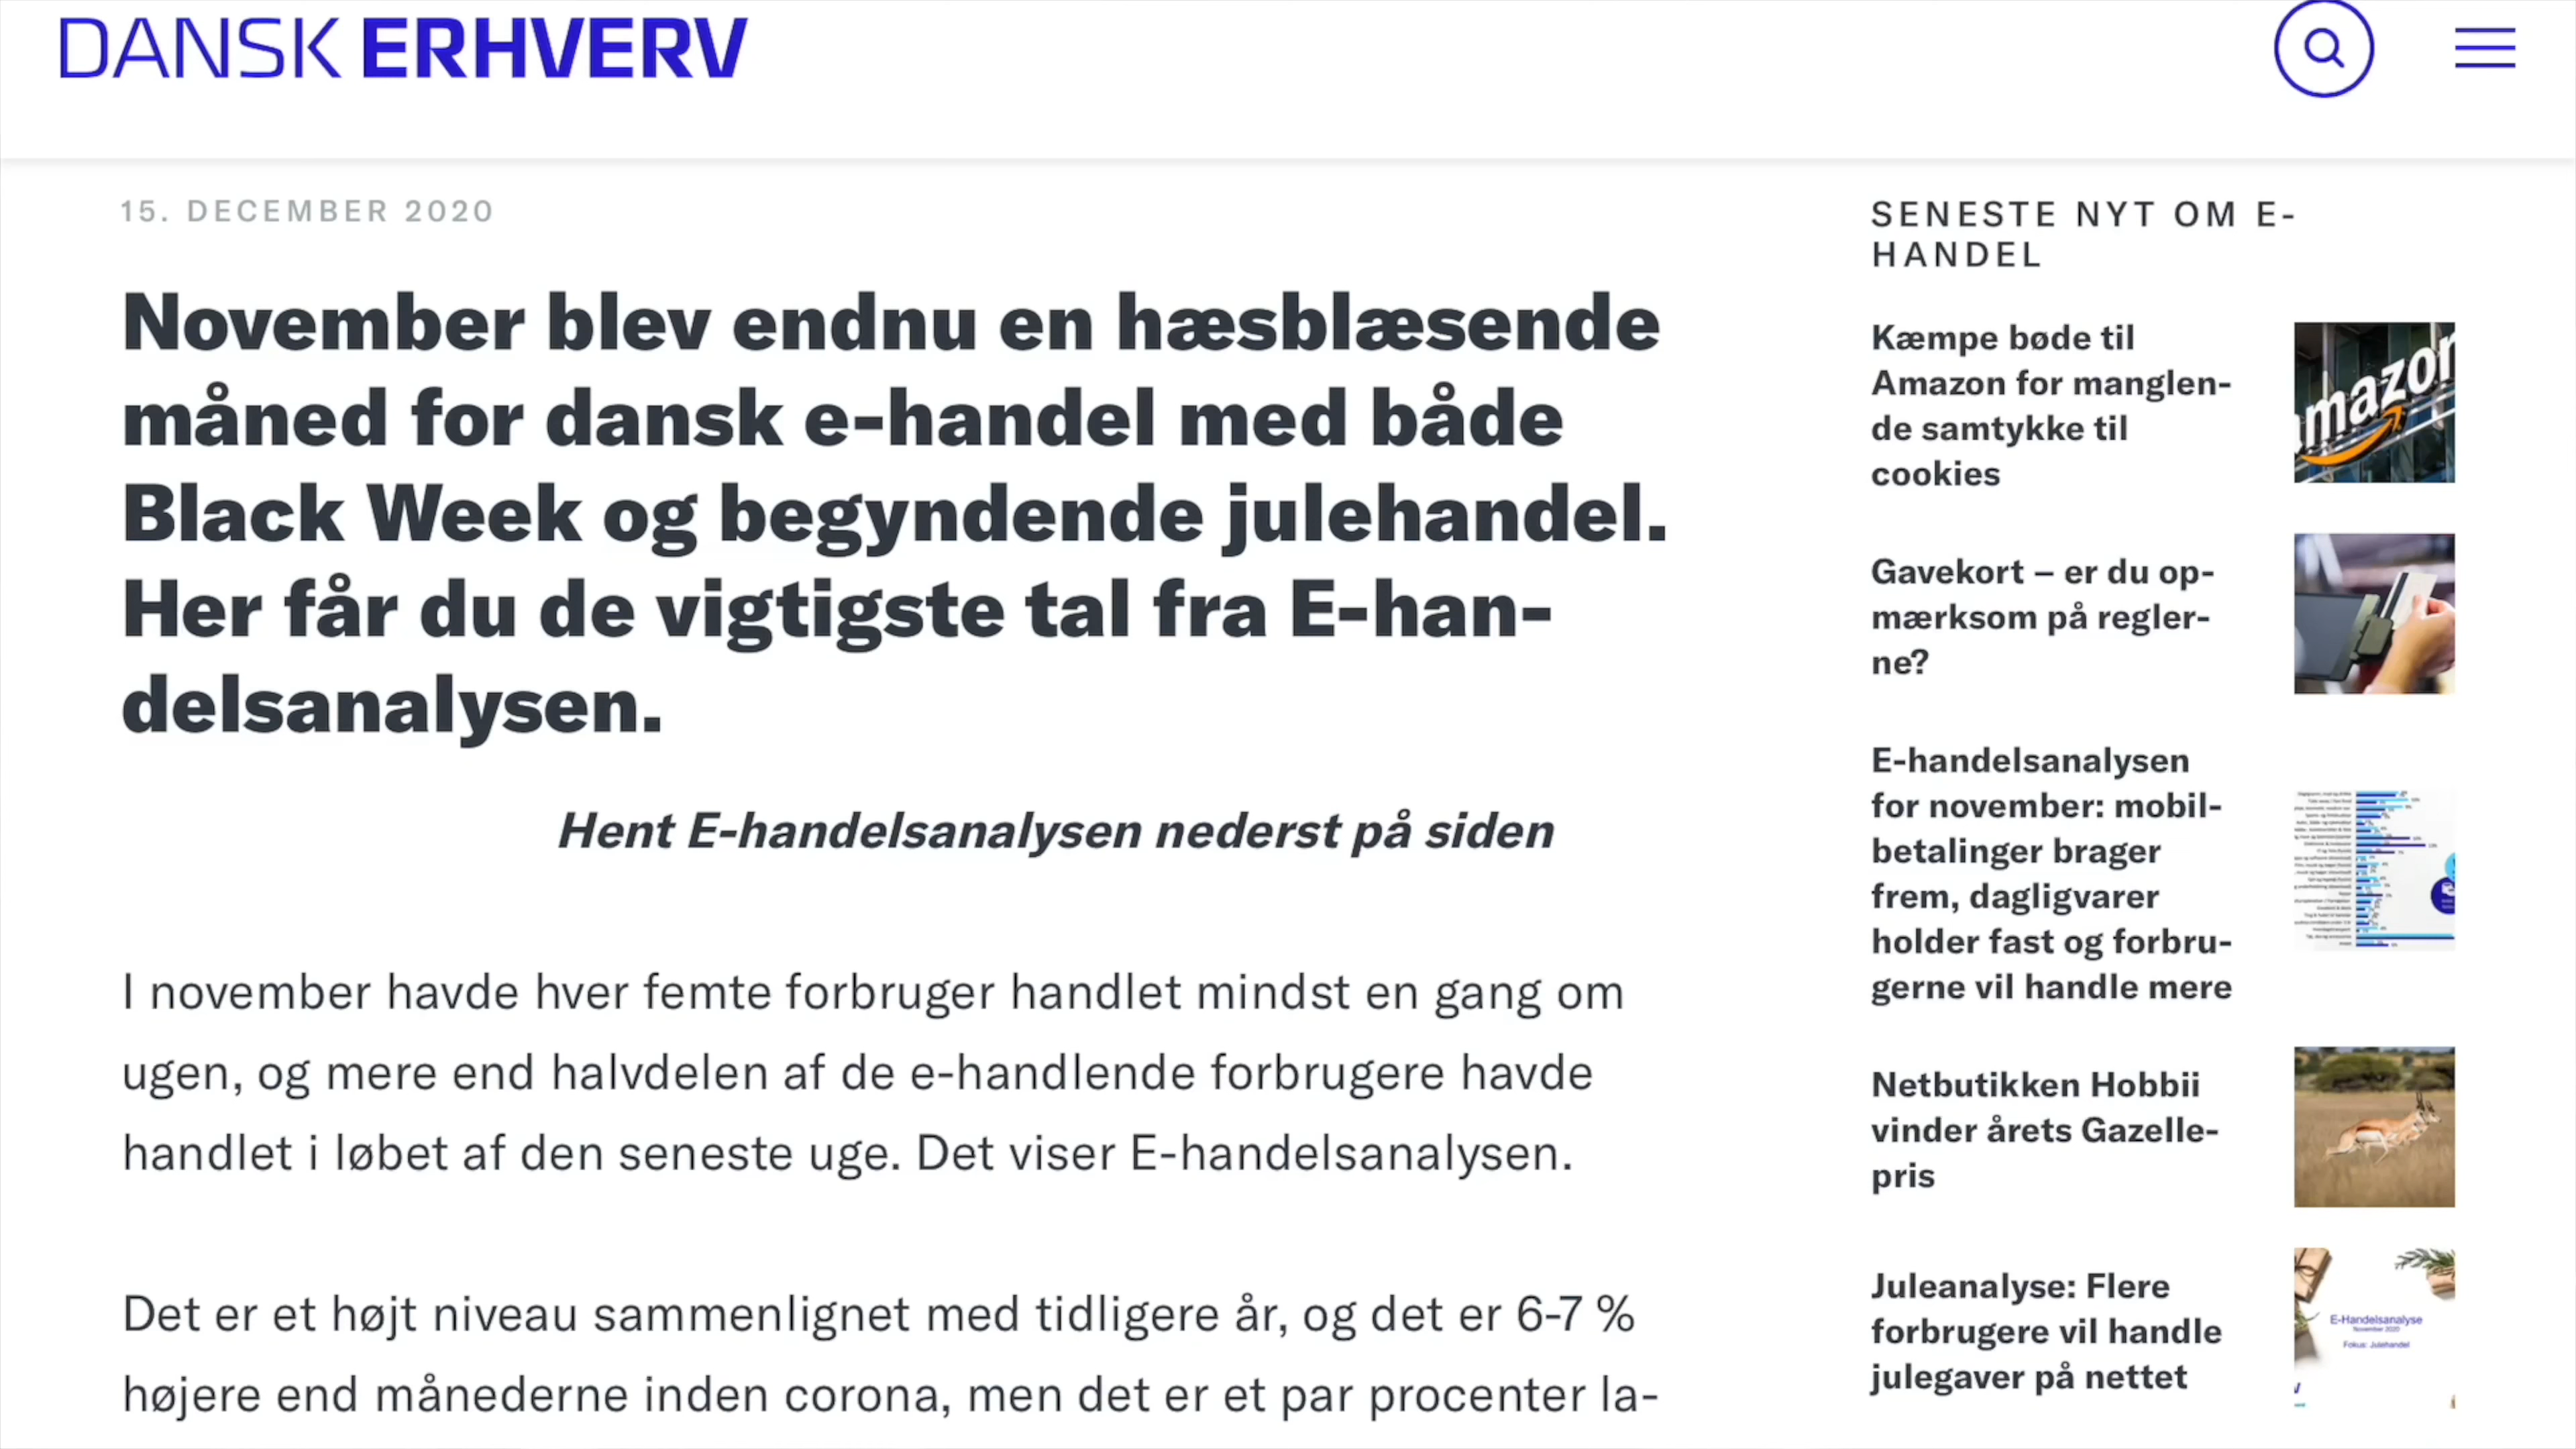 DANSK ERHVERV
15. DECEMBER 2020
November blev endnu en hæsblæsende
måned for dansk e-handel med både
Black Week og begyndende julehandel.
Her får du de vigtigste tal fra E-han-
delsanalysen.
Hent E-handelsanalysen nederst på siden
I november havde hver femte forbruger handlet mindst en gang om
ugen, og mere end halvdelen af de e-handlende forbrugere havde
handlet i løbet af den seneste uge. Det viser E-handelsanalysen.
Det er et højt niveau sammenlignet med tidligere år, og det er 6-7 %
højere end månederne inden corona, men det er et par procenter la-
SENESTE NYT OM E-
HANDEL
Kæmpe bøde til
Amazon for manglen-
de samtykke til
cookies
amazon
Gavekort – er du op-
mærksom på regler-
ne?
E-handelsanalysen
for november: mobil-
betalinger brager
frem, dagligvarer
holder fast og forbru-
gerne vil handle mere
Netbutikken Hobbii
vinder årets Gazelle-
pris
Juleanalyse: Flere
forbrugere vil handle
julegaver på nettet
E-Handelsanalyse
November 2020
Fokus: Julehandel